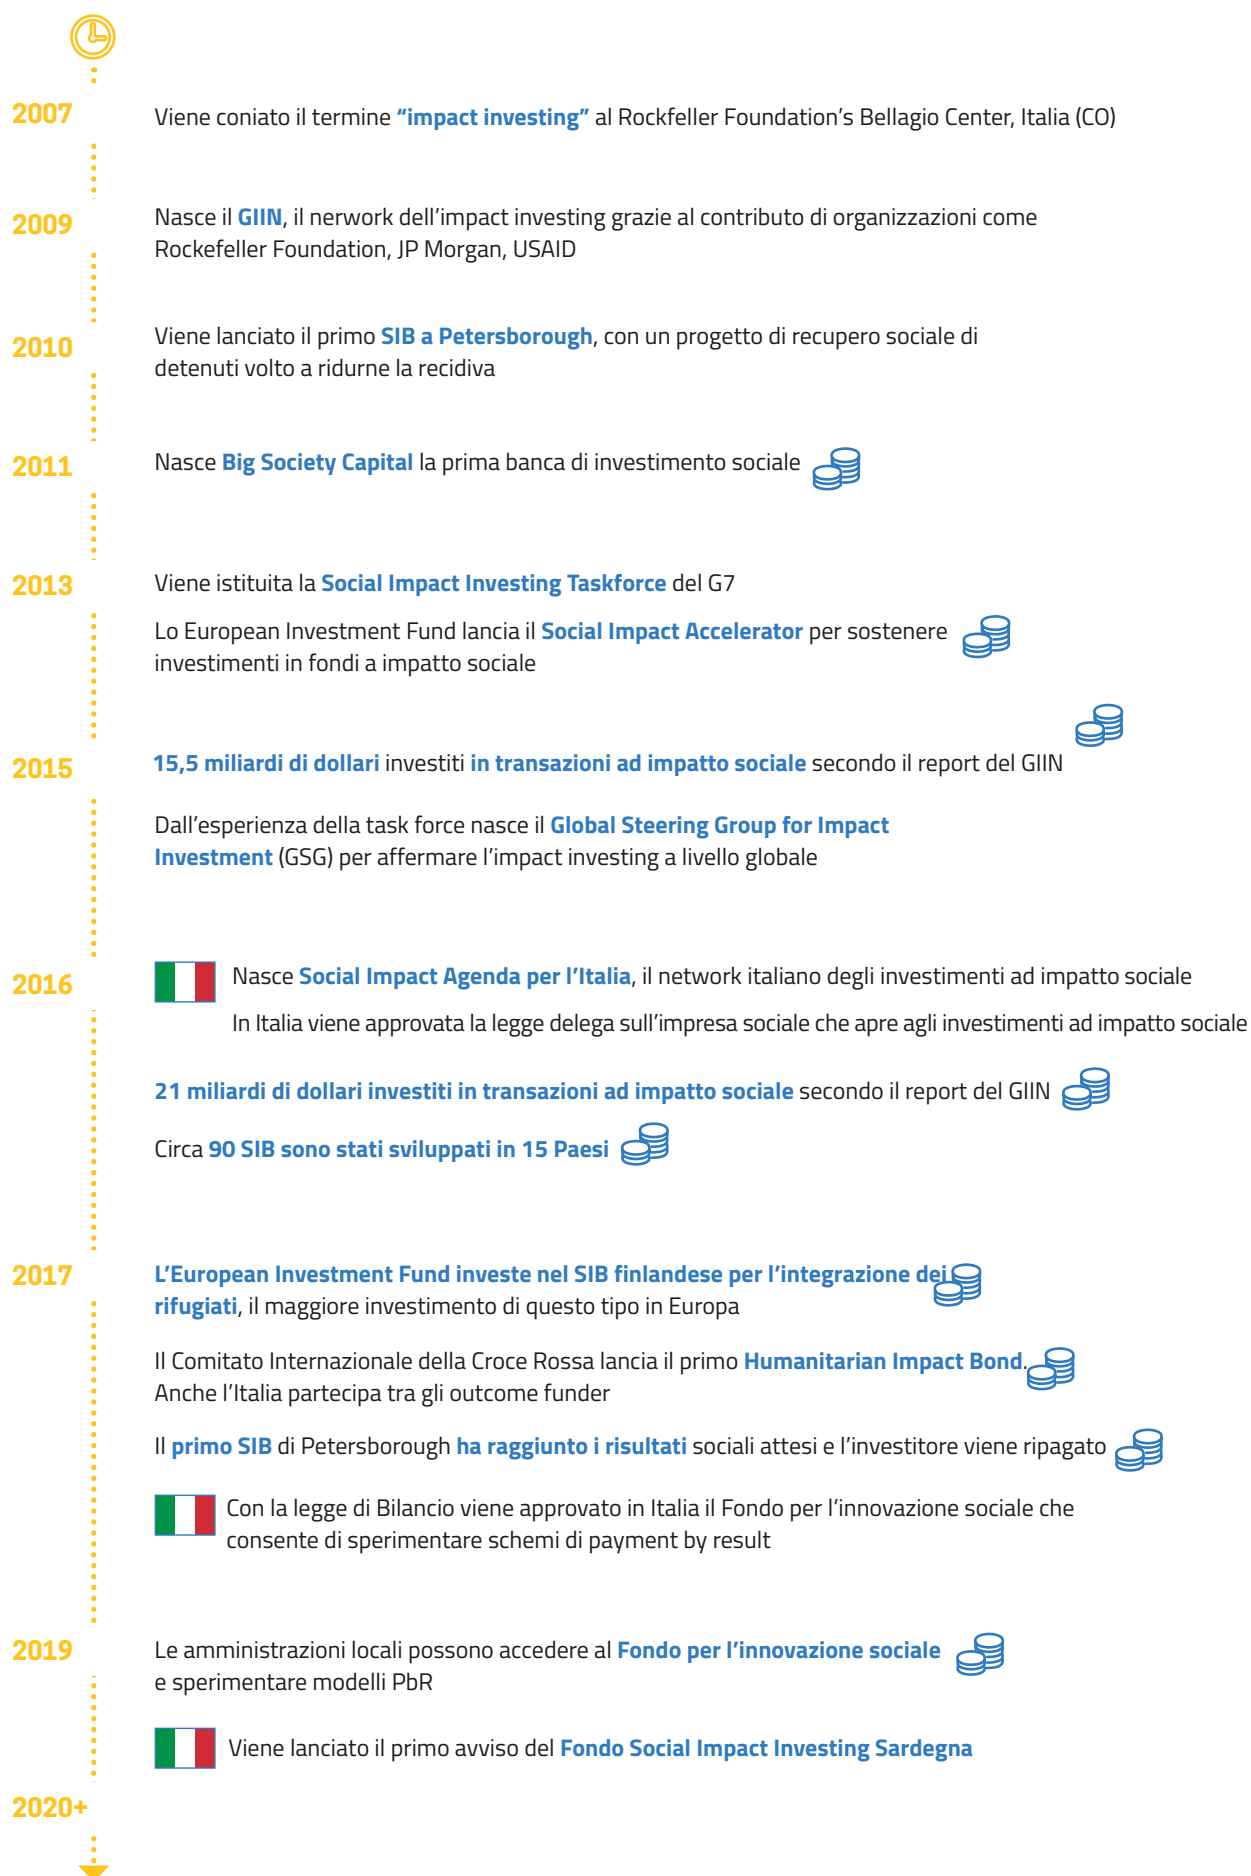 2007
Viene coniato il termine “impact investing” al Rockfeller Foundation’s Bellagio Center, Italia (CO)
2009
Nasce il GIIN, il nerwork dell’impact investing grazie al contributo di organizzazioni come
Rockefeller Foundation, JP Morgan, USAID
2010
Viene lanciato il primo SIB a Petersborough, con un progetto di recupero sociale di
detenuti volto a ridurne la recidiva
2011
Nasce Big Society Capital la prima banca di investimento sociale
2013
Viene istituita la Social Impact Investing Taskforce del G7
Lo European Investment Fund lancia il Social Impact Accelerator per sostenere
investimenti in fondi a impatto sociale
2015
15,5 miliardi di dollari investiti in transazioni ad impatto sociale secondo il report del GIIN
Dall’esperienza della task force nasce il Global Steering Group for Impact
Investment (GSG) per affermare l’impact investing a livello globale
2016
Nasce Social Impact Agenda per l’Italia, il network italiano degli investimenti ad impatto sociale
In Italia viene approvata la legge delega sull’impresa sociale che apre agli investimenti ad impatto sociale
21 miliardi di dollari investiti in transazioni ad impatto sociale secondo il report del GIIN
Circa 90 SIB sono stati sviluppati in 15 Paesi
2017
L’European Investment Fund investe nel SIB finlandese per l’integrazione dei
rifugiati, il maggiore investimento di questo tipo in Europa
Il Comitato Internazionale della Croce Rossa lancia il primo Humanitarian Impact Bond.
Anche l’Italia partecipa tra gli outcome funder
Il primo SIB di Petersborough ha raggiunto i risultati sociali attesi e l’investitore viene ripagato
Con la legge di Bilancio viene approvato in Italia il Fondo per l’innovazione sociale che
consente di sperimentare schemi di payment by result
2019
Le amministrazioni locali possono accedere al Fondo per l’innovazione sociale
e sperimentare modelli PbR
Viene lanciato il primo avviso del Fondo Social Impact Investing Sardegna
2020+